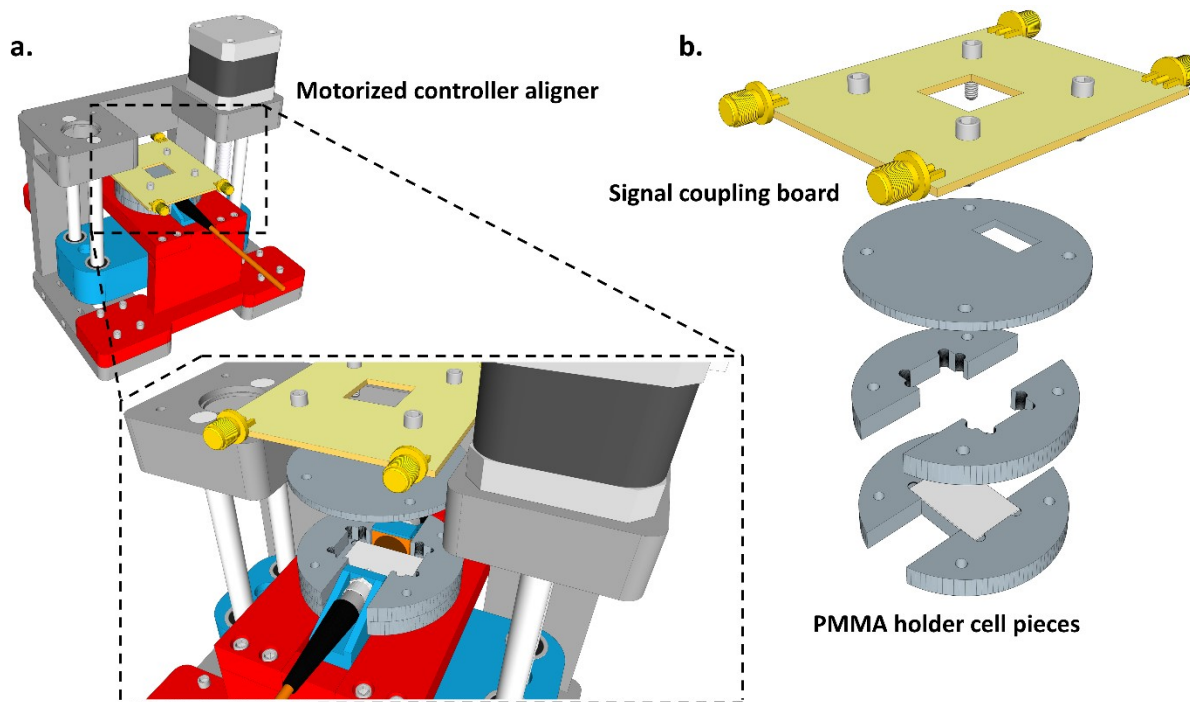 a.
Motorized controller aligner
b.
Signal coupling board
PMMA holder cell pieces